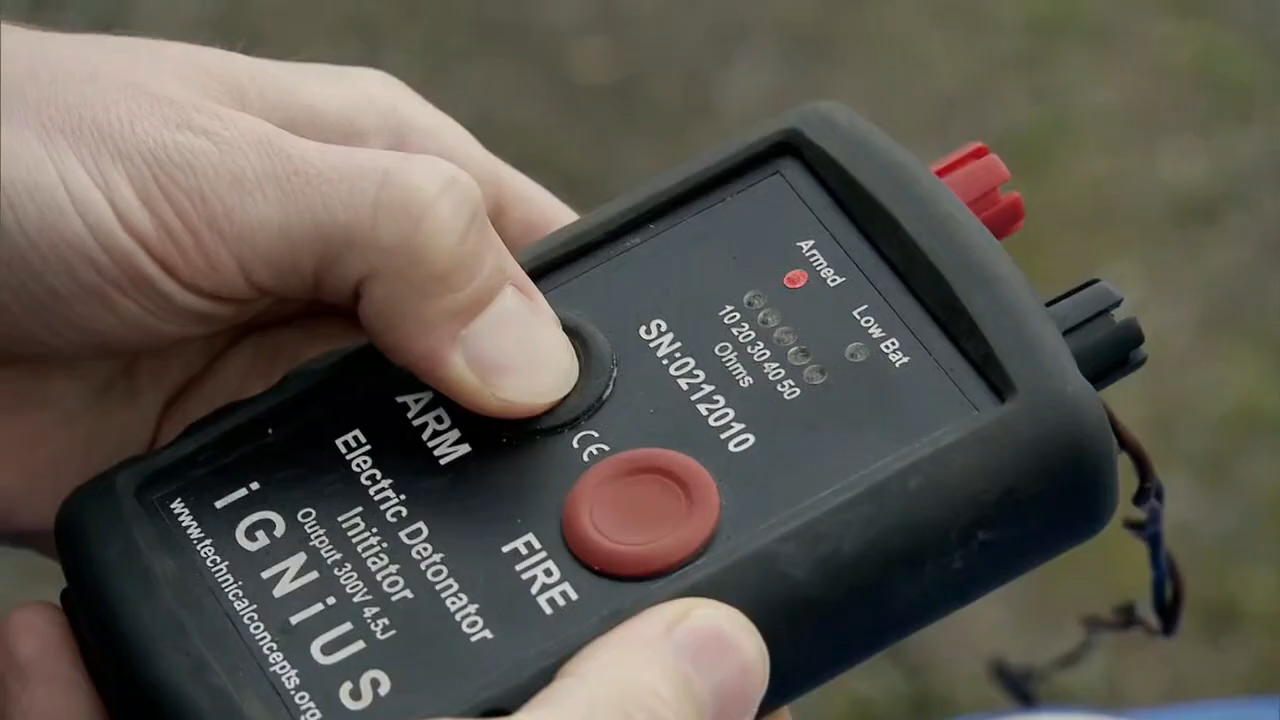 Armed
Low Bat
10 20 30 40 50
Ohms
SN:0212010
CE
ARM
FIRE
Electric Detonator
Initiator
Output 300V 4.5J
iGNiUS
www.technicalconcepts.org